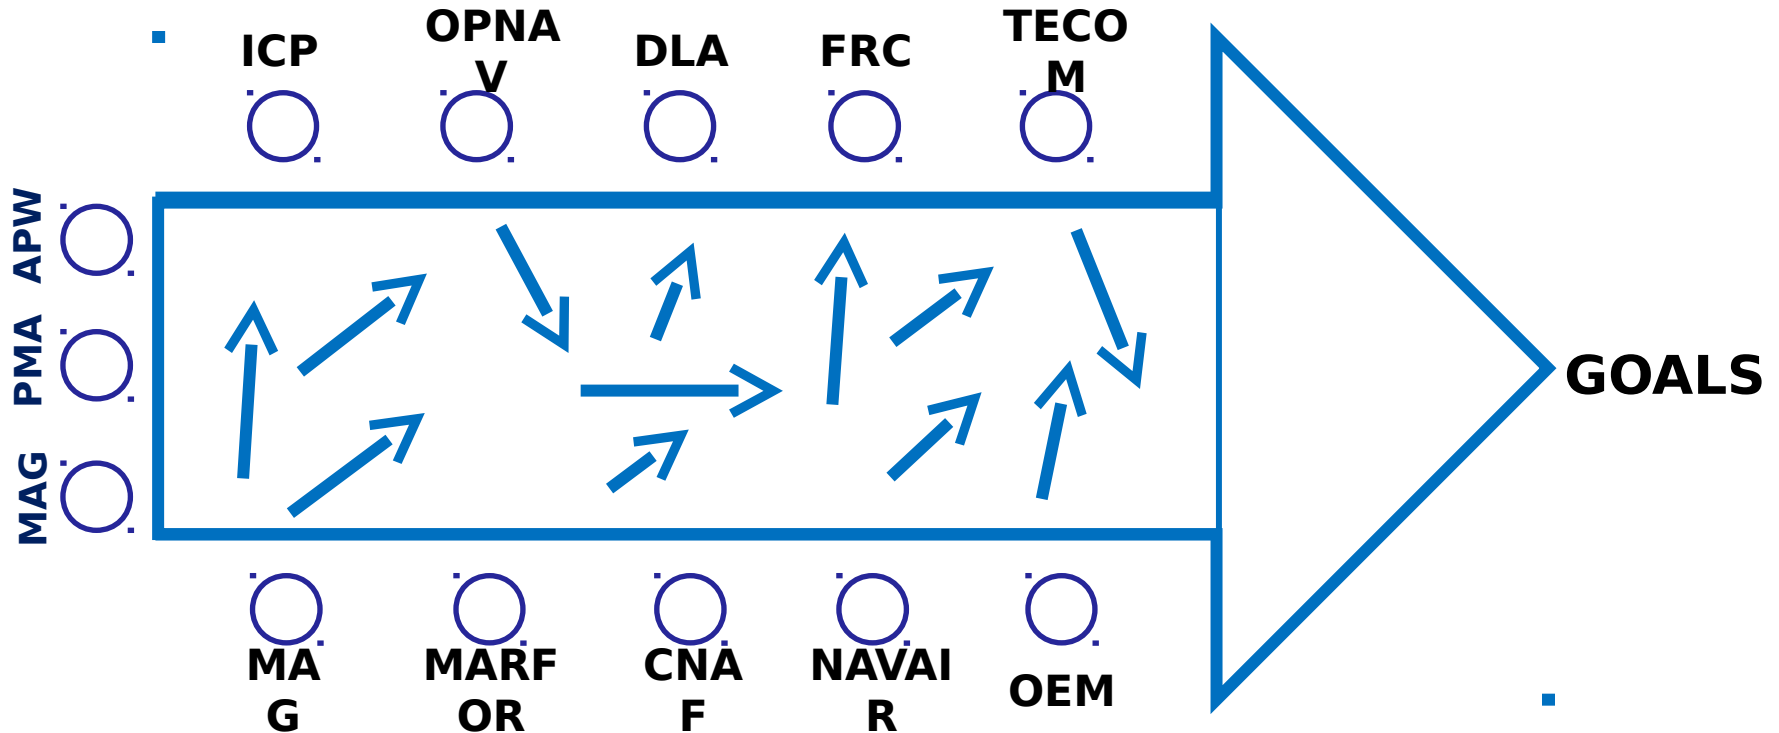 ICP
OPNA
V
DLA
FRC
TECO
M
APW
PMA
MAG
GOALS
MA
G
MARF
OR
CNA
F
NAVAI
R
OEM